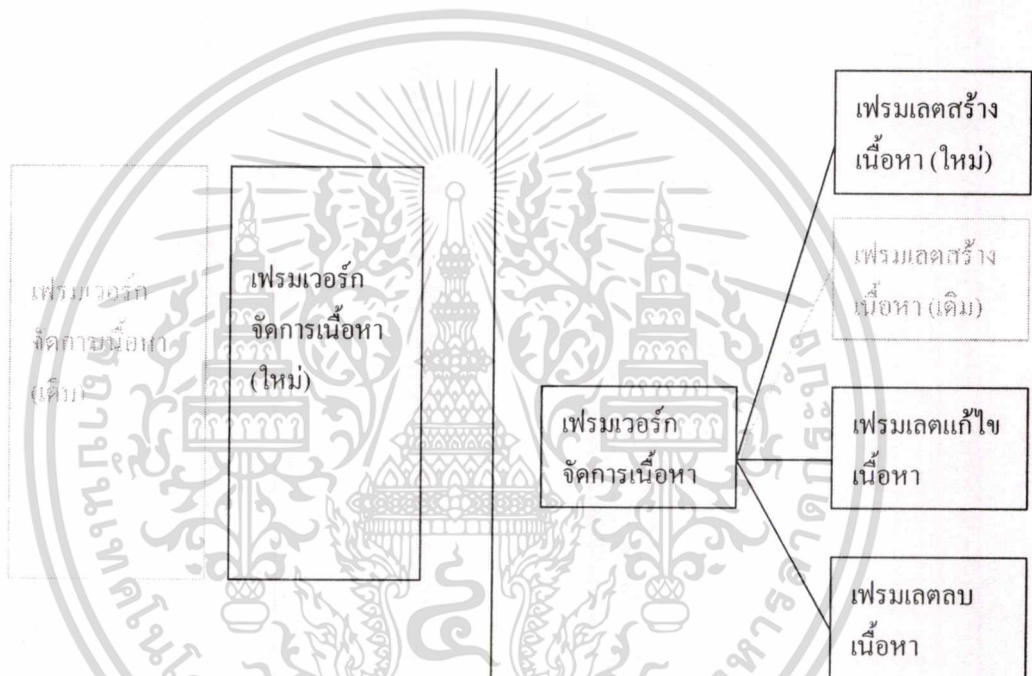 เฟรมเวอร์ก
จัดการเนื้อหา
(เดิม)
เฟรมเวอร์ก
จัดการเนื้อหา
(ใหม่)
เฟรมเวอร์ก
จัดการเนื้อหา
เฟรมเลตสร้าง
เนื้อหา (ใหม่)
เฟรมเลตสร้าง
เนื้อหา (เดิม)
เฟรมเลตแก้ไข
เนื้อหา
เฟรมเลตลบ
เนื้อหา